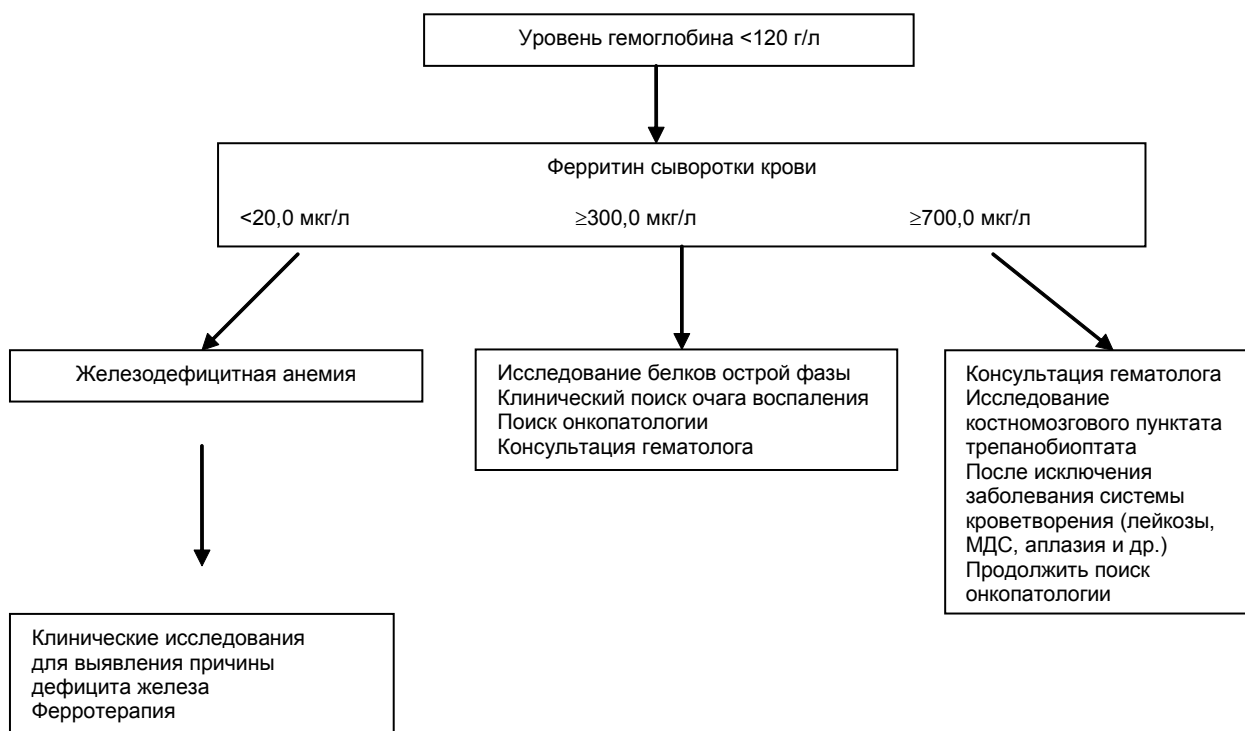 Уровень гемоглобина <120 г/л
Ферритин сыворотки крови
<20,0 мкг/л ≥300,0 мкг/л ≥700,0 мкг/л
Железодефицитная анемия
Исследование белков острой фазы
Клинический поиск очага воспаления
Поиск онкопатологии
Консультация гематолога
Консультация гематолога
Исследование
костномозгового пунктата
трепанобиоптата
После исключения
заболевания системы
кроветворения (лейкозы,
МДС, аплазия и др.)
Продолжить поиск
онкопатологии
Клинические исследования
для выявления причины
дефицита железа
Ферротерапия